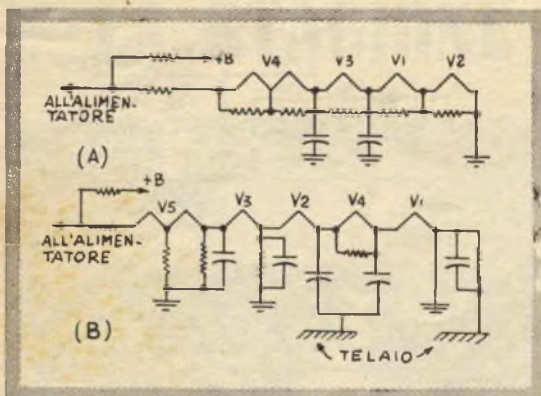 +B
V4 V3 V1 V2
ALL'ALIMEN-
TATORE
(A)
+B
V5 V3 V2 V4 V1
ALL'ALIMEN-
TATORE
(B)
TELAIO